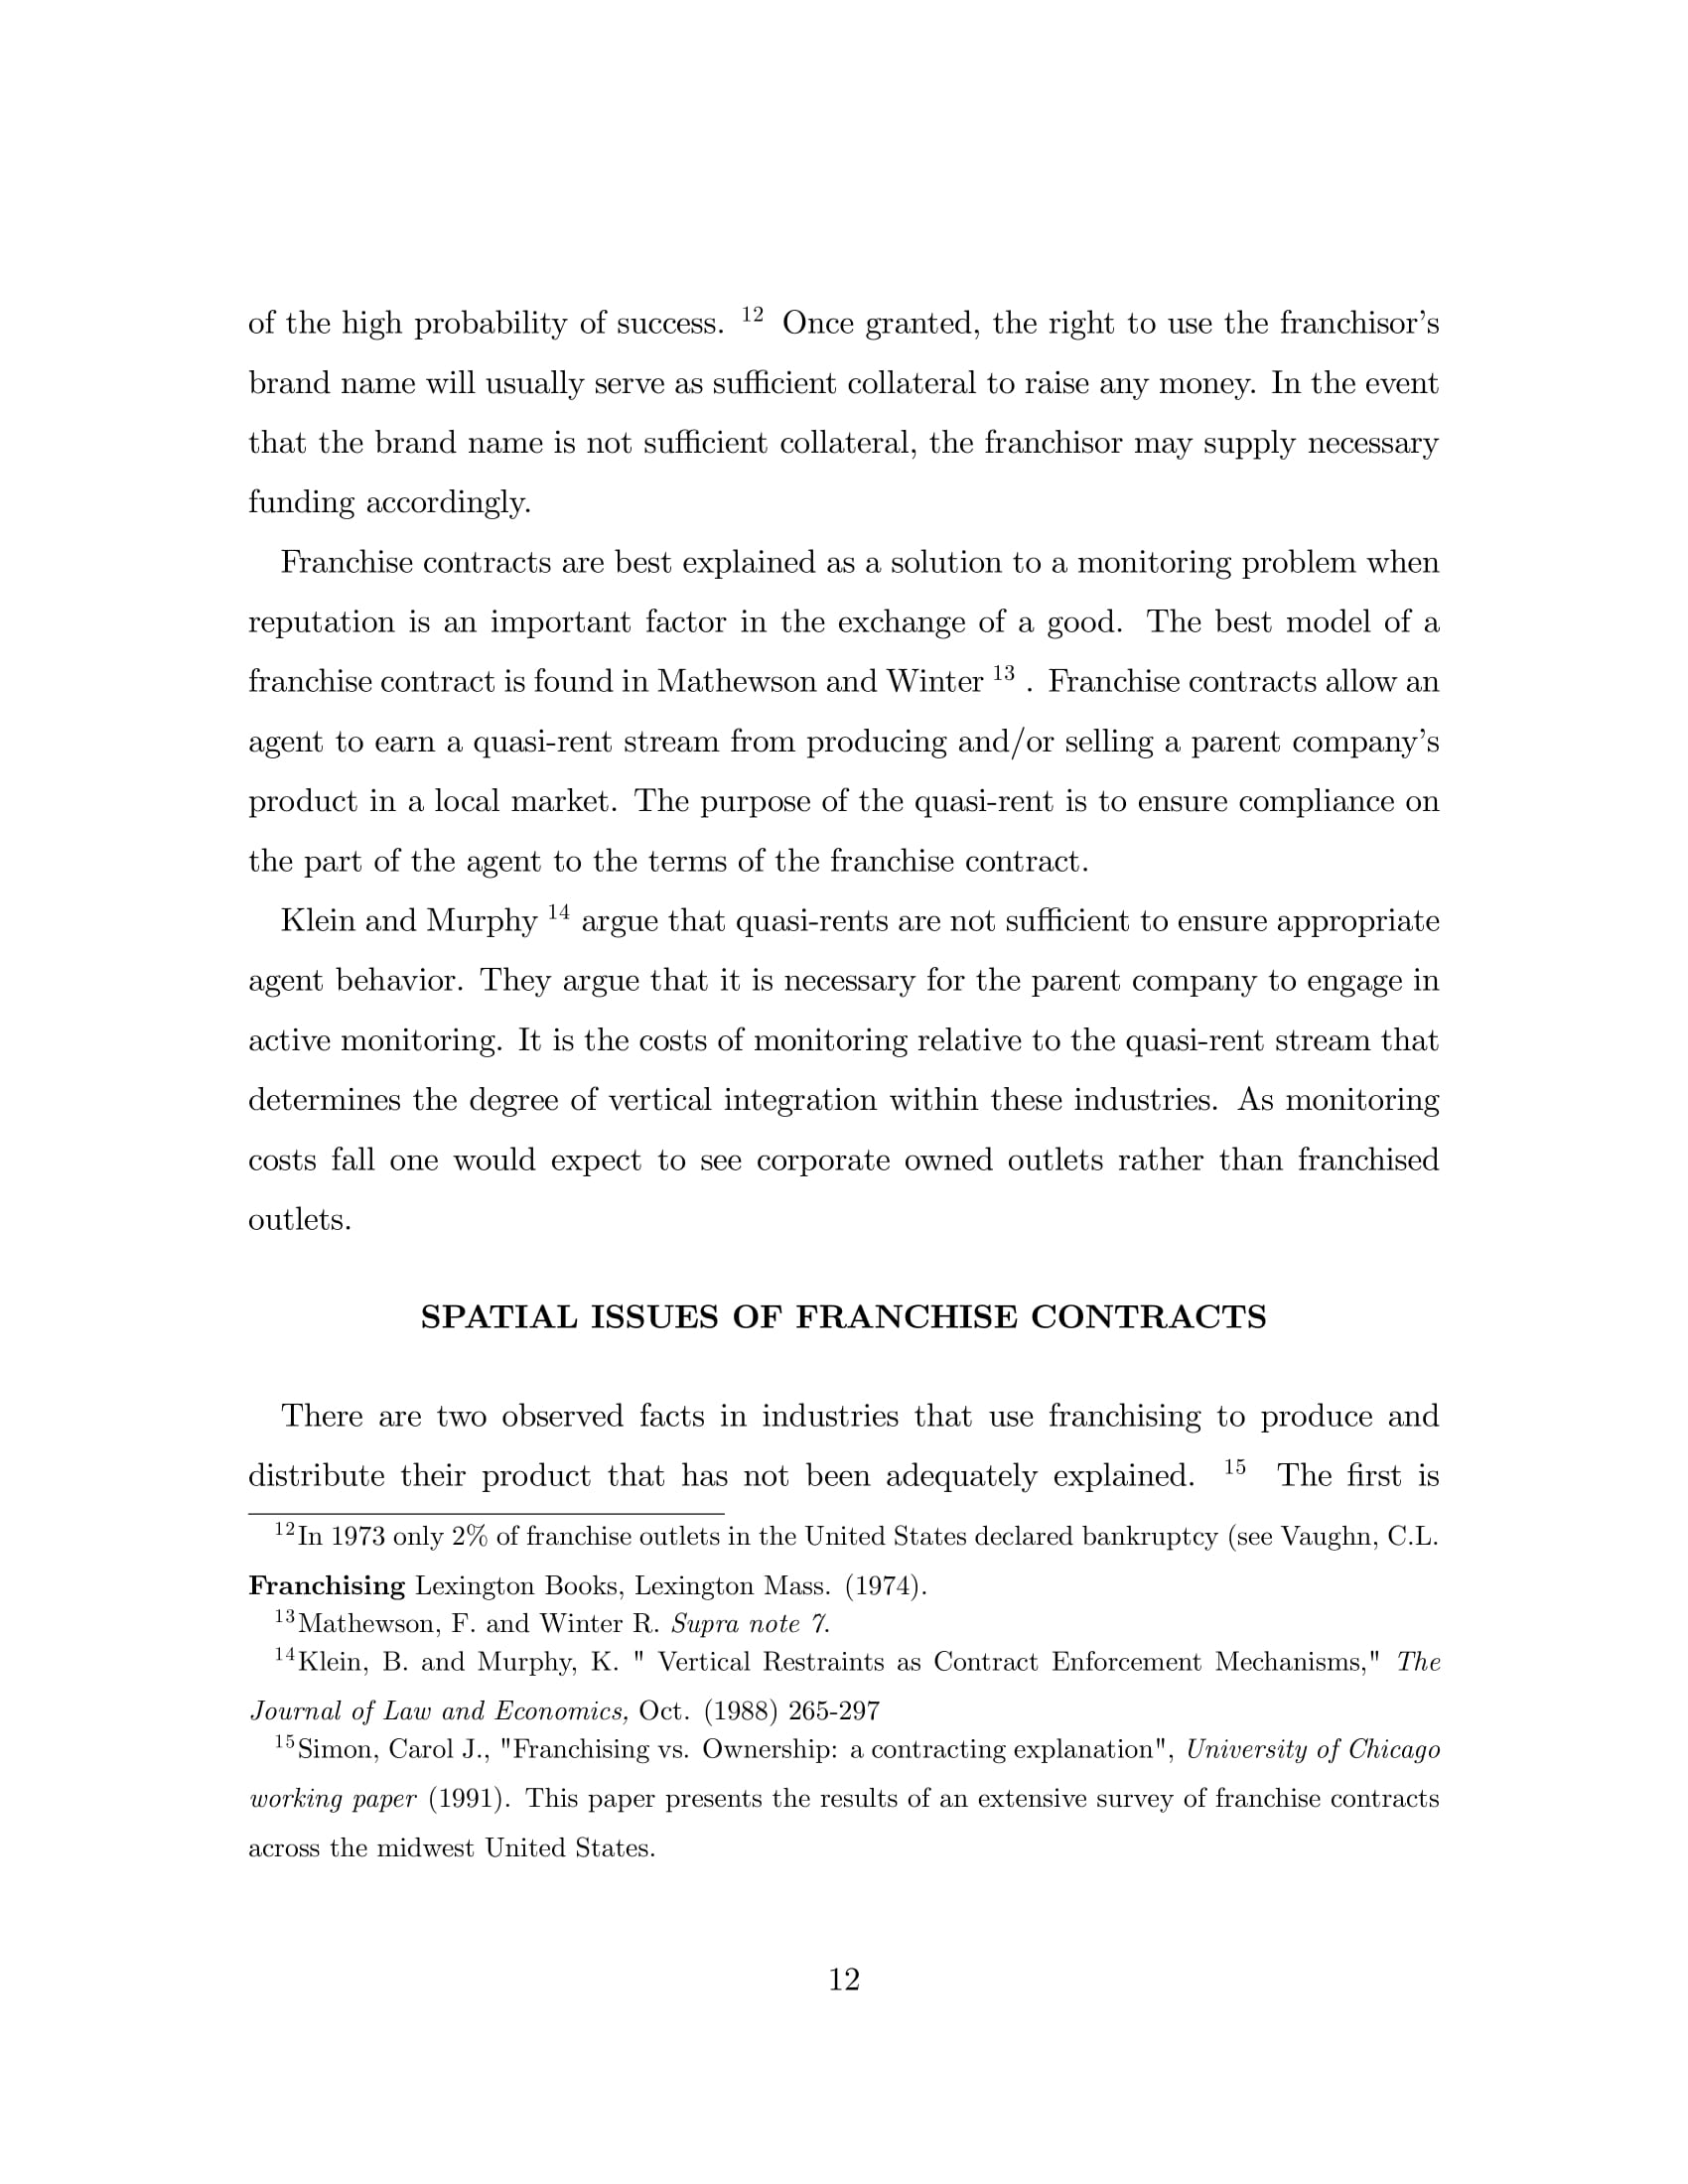 of the high probability of success. 12 Once granted, the right to use the franchisor's
brand name will usually serve as sufficient collateral to raise any money. In the event
that the brand name is not sufficient collateral, the franchisor may supply necessary
funding accordingly.
Franchise contracts are best explained as a solution to a monitoring problem when
reputation is an important factor in the exchange of a good. The best model of a
franchise contract is found in Mathewson and Winter 13 . Franchise contracts allow an
agent to earn a quasi-rent stream from producing and/or selling a parent company's
product in a local market. The purpose of the quasi-rent is to ensure compliance on
the part of the agent to the terms of the franchise contract.
Klein and Murphy 14 argue that quasi-rents are not sufficient to ensure appropriate
agent behavior. They argue that it is necessary for the parent company to engage in
active monitoring. It is the costs of monitoring relative to the quasi-rent stream that
determines the degree of vertical integration within these industries. As monitoring
costs fall one would expect to see corporate owned outlets rather than franchised
outlets.
SPATIAL ISSUES OF FRANCHISE CONTRACTS
There are two observed facts in industries that use franchising to produce and
distribute their product that has not been adequately explained. 15 The first is
12In 1973 only 2% of franchise outlets in the United States declared bankruptcy (see Vaughn, C.L.
Franchising Lexington Books, Lexington Mass. (1974).
13Mathewson, F. and Winter R. Supra note 7.
14Klein, B. and Murphy, K. " Vertical Restraints as Contract Enforcement Mechanisms," The
Journal of Law and Economics, Oct. (1988) 265-297
15Simon, Carol J., "Franchising vs. Ownership: a contracting explanation", University of Chicago
working paper (1991). This paper presents the results of an extensive survey of franchise contracts
across the midwest United States.
12